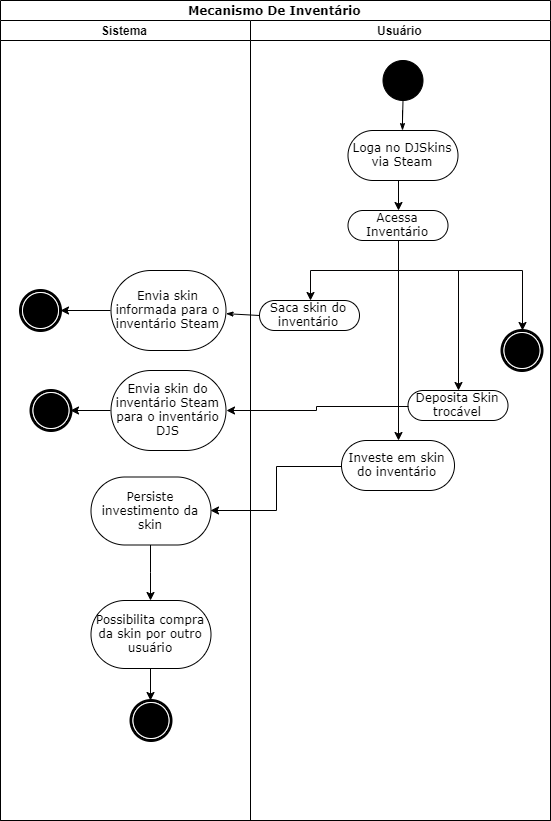 Mecanismo De Inventário
Sistema
Usuário
Loga no DJSkins
via Steam
Acessa
Inventário
Envia skin
informada para o
inventário Steam
Saca skin do
inventário
Envia skin do
inventário Steam
para o inventário
DJS
Deposita Skin
trocável
Investe em skin
do inventário
Persiste
investimento da
skin
Possibilita compra
da skin por outro
usuário